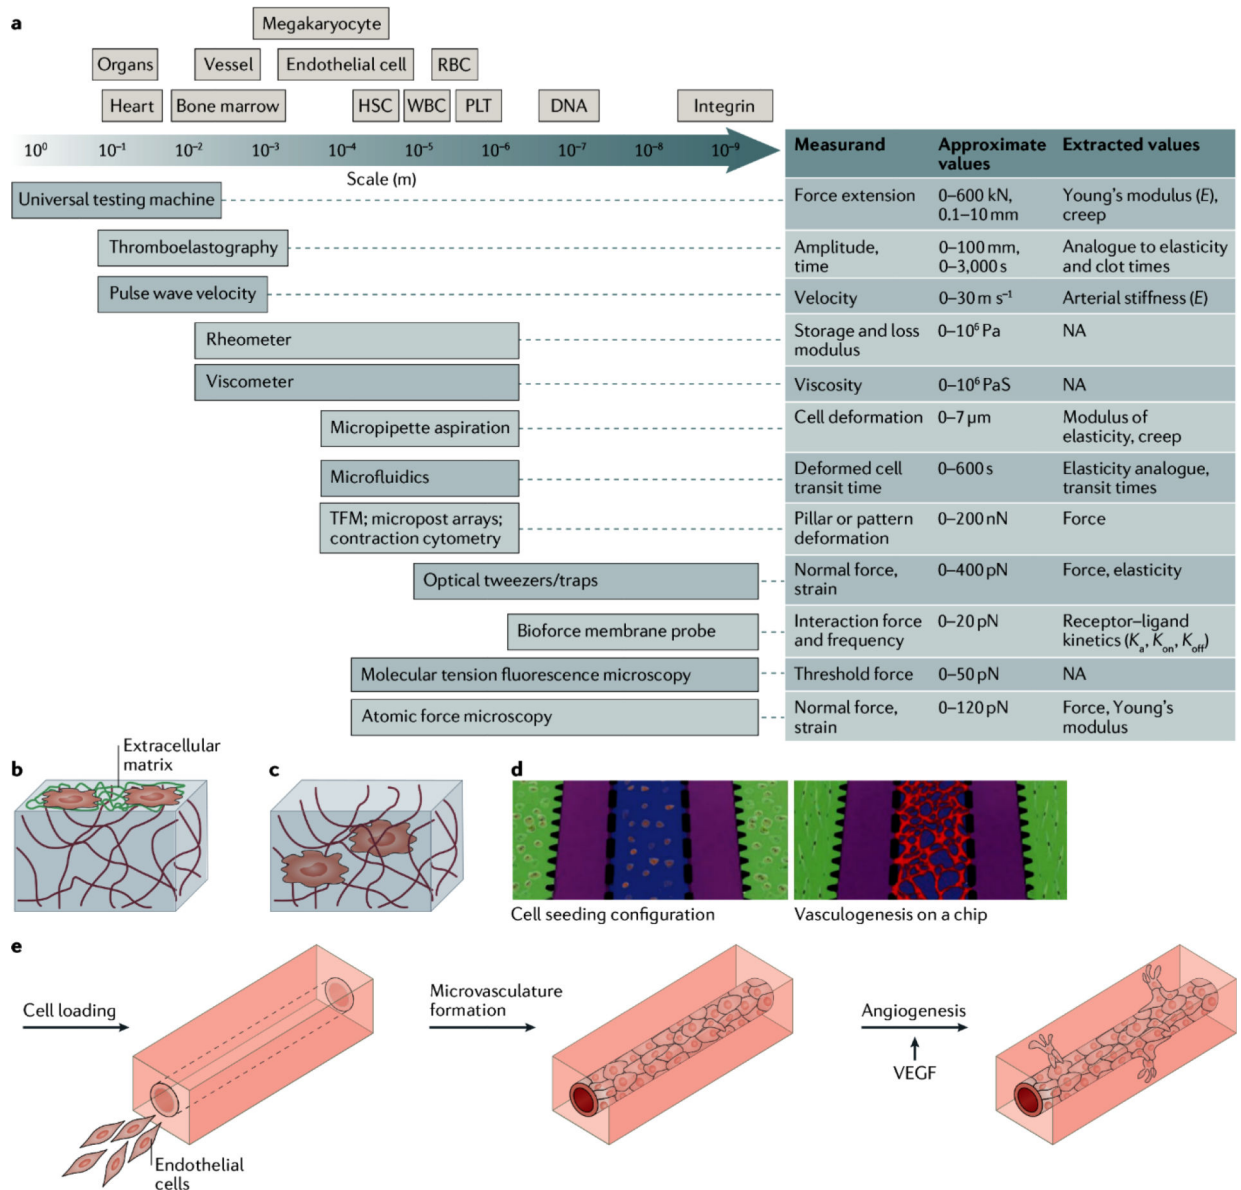 a
Megakaryocyte
Organs Vessel Endothelial cell RBC
Heart Bone marrow HSC WBC PLT DNA Integrin
10⁰ 10⁻¹ 10⁻² 10⁻³ 10⁻⁴ 10⁻⁵ 10⁻⁶ 10⁻⁷ 10⁻⁸ 10⁻⁹
Scale (m)
Measurand Approximate values Extracted values
Universal testing machine
Force extension
0–600 kN,
0.1–10 mm
Young's modulus (E),
creep
Thromboelastography
Amplitude,
time
0–100 mm,
0–3,000 s
Analogue to elasticity
and clot times
Pulse wave velocity
Velocity
0–30 m s⁻¹
Arterial stiffness (E)
Rheometer
Storage and loss
modulus
0–10⁶ Pa
NA
Viscometer
Viscosity
0–10⁶ PaS
NA
Micropipette aspiration
Cell deformation
0–7 µm
Modulus of
elasticity, creep
Microfluidics
Deformed cell
transit time
0–600 s
Elasticity analogue,
transit times
TFM; micropost arrays;
contraction cytometry
Pillar or pattern
deformation
0–200 nN
Force
Optical tweezers/traps
Normal force,
strain
0–400 pN
Force, elasticity
Bioforce membrane probe
Interaction force
and frequency
0–20 pN
Receptor–ligand
kinetics (Kₐ, Kₒₙ, Kₒff)
Molecular tension fluorescence microscopy
Threshold force
0–50 pN
NA
Atomic force microscopy
Normal force,
strain
0–120 pN
Force, Young's
modulus
b
Extracellular
matrix
c
d
Cell seeding configuration
Vasculogenesis on a chip
e
Cell loading
Endothelial
cells
Microvasculature
formation
Angiogenesis
VEGF